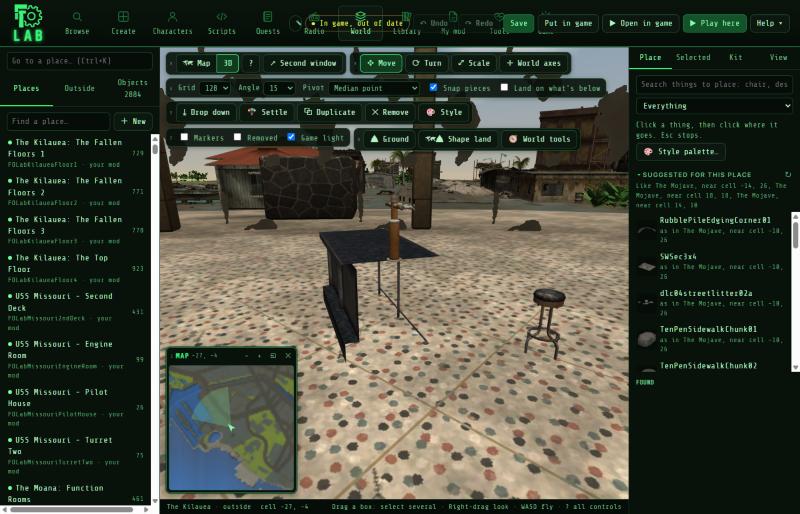 LAB
Browse
Create
Characters
Scripts
Quests
Radio
World
Library
My mod
In game, out of date
Undo
Redo
Save
Put in game
Open in game
Play here
Help
Go to a place… (Ctrl+K)
Places
Outside
Objects
2884
Find a place…
+ New
The Kilauea: The Fallen
Floors 1
729
FOLabKilaueaFloor1 · your
mod
The Kilauea: The Fallen
Floors 2
771
FOLabKilaueaFloor2 · your
mod
The Kilauea: The Fallen
Floors 3
778
FOLabKilaueaFloor3 · your
mod
The Kilauea: The Top
Floor
923
FOLabKilaueaFloor4 · your
mod
USS Missouri - Second
Deck
431
FOLabMissouri2ndDeck · your
mod
USS Missouri - Engine
Room
99
FOLabMissouriEngineRoom · your
mod
USS Missouri - Pilot
House
26
FOLabMissouriPilotHouse · your
mod
USS Missouri - Turret
Two
75
FOLabMissouriTurretTwo · your
mod
The Moana: Function
Rooms
461
Map
3D
?
Second window
Move
Turn
Scale
+ World axes
Grid
128
Angle
15
Pivot
Median point
Snap pieces
Land on what's below
Drop down
Settle
Duplicate
Remove
Style
Markers
Removed
Game light
Ground
Shape land
World tools
MAP -27, -4
The Kilauea · outside cell -27, -4
Drag a box: select several · Right-drag look · WASD fly · ? all controls
Place
Selected
Kit
View
Search things to place: chair, des
Everything
Click a thing, then click where it
goes. Esc stops.
Style palette…
SUGGESTED FOR THIS PLACE
Like The Mojave, near cell -14, 26, The
Mojave, near cell 18, 18, The Mojave,
near cell 14, 10
RubblePileEdgingCorner01
as in The Mojave, near cell -18,
26
SWSec3x4
as in The Mojave, near cell -18,
26
dlc04streetlitter02a
as in The Mojave, near cell -18,
26
TenPenSidewalkChunk01
as in The Mojave, near cell -18,
26
TenPenSidewalkChunk02
FOUND